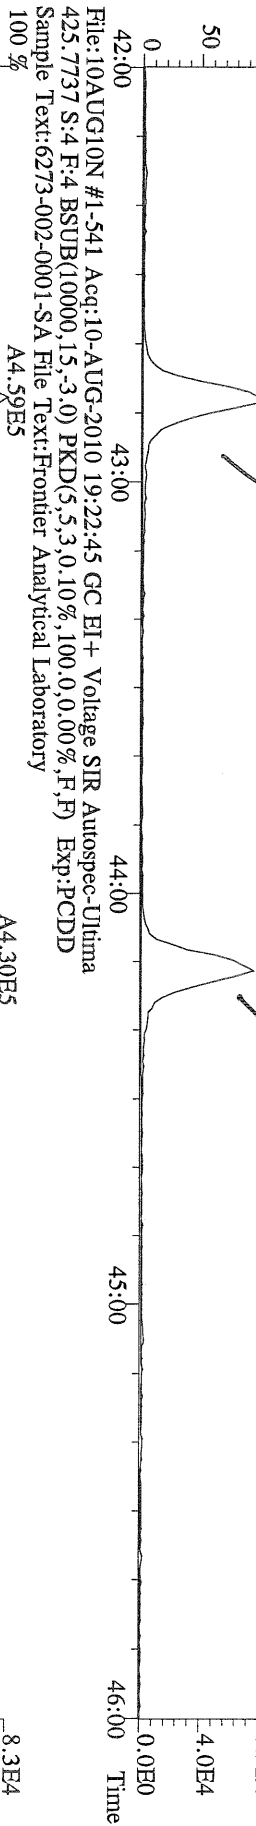 50
4.0E4
0
0.0E0
42:00
43:00
44:00
45:00
46:00
Time
File:10AUG10N #1-541 Acq:10-AUG-2010 19:22:45 GC EI+ Voltage SIR Autospec-Ultima
425.7737 S:4 F:4 BSUB(10000,15,-3.0) PKD(5,5,3,0.10%,100.0,0.00%,F,F) Exp:PCDD
Sample Text:6273-002-0001-SA File Text:Frontier Analytical Laboratory
100 %
A4.59E5
A4.30E5
8.3E4